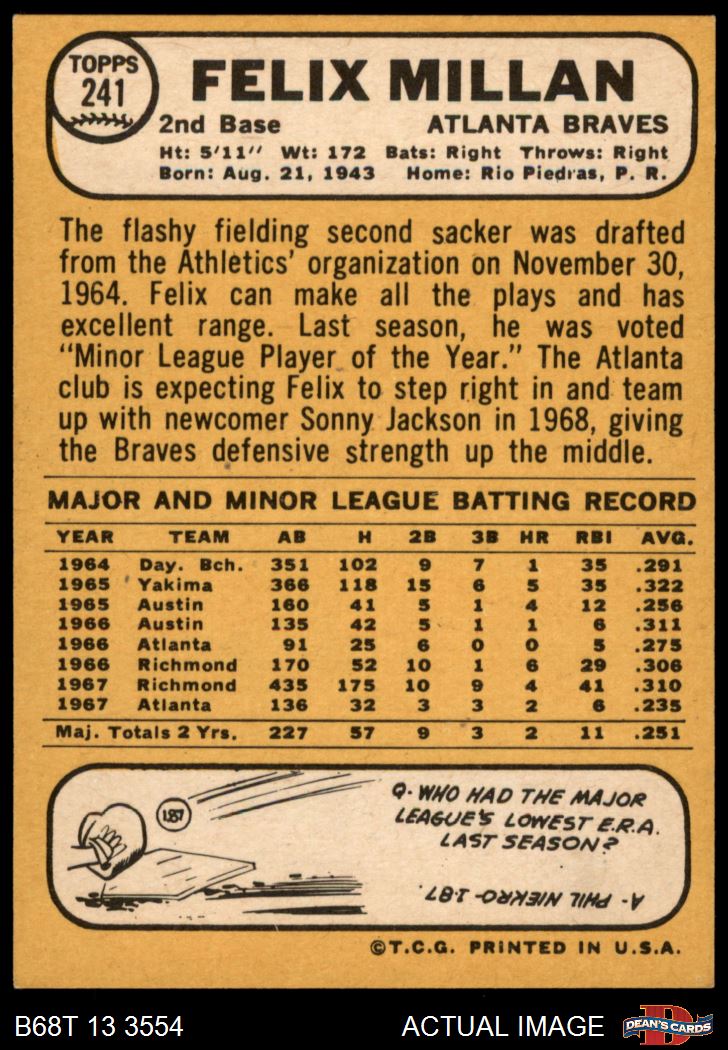 TOPPS
241
FELIX MILLAN
2nd Base ATLANTA BRAVES
Ht: 5'11" Wt: 172 Bats: Right Throws: Right
Born: Aug. 21, 1943 Home: Rio Piedras, P. R.
The flashy fielding second sacker was drafted
from the Athletics' organization on November 30,
1964. Felix can make all the plays and has
excellent range. Last season, he was voted
"Minor League Player of the Year." The Atlanta
club is expecting Felix to step right in and team
up with newcomer Sonny Jackson in 1968, giving
the Braves defensive strength up the middle.
MAJOR AND MINOR LEAGUE BATTING RECORD
YEAR TEAM AB H 2B 3B HR RBI AVG.
1964 Day. Bch. 351 102 9 7 1 35 .291
1965 Yakima 366 118 15 6 5 35 .322
1965 Austin 160 41 5 1 4 12 .256
1966 Austin 135 42 5 1 1 6 .311
1966 Atlanta 91 25 6 0 0 5 .275
1966 Richmond 170 52 10 1 6 29 .306
1967 Richmond 435 175 10 9 4 41 .310
1967 Atlanta 136 32 3 3 2 6 .235
Maj. Totals 2 Yrs. 227 57 9 3 2 11 .251
1.87
Q. WHO HAD THE MAJOR
LEAGUE'S LOWEST E.R.A.
LAST SEASON?
A- PHIL NIEKRO-1.87.
©T.C.G. PRINTED IN U.S.A.
B68T 13 3554 ACTUAL IMAGE
D
DEAN'S CARDS